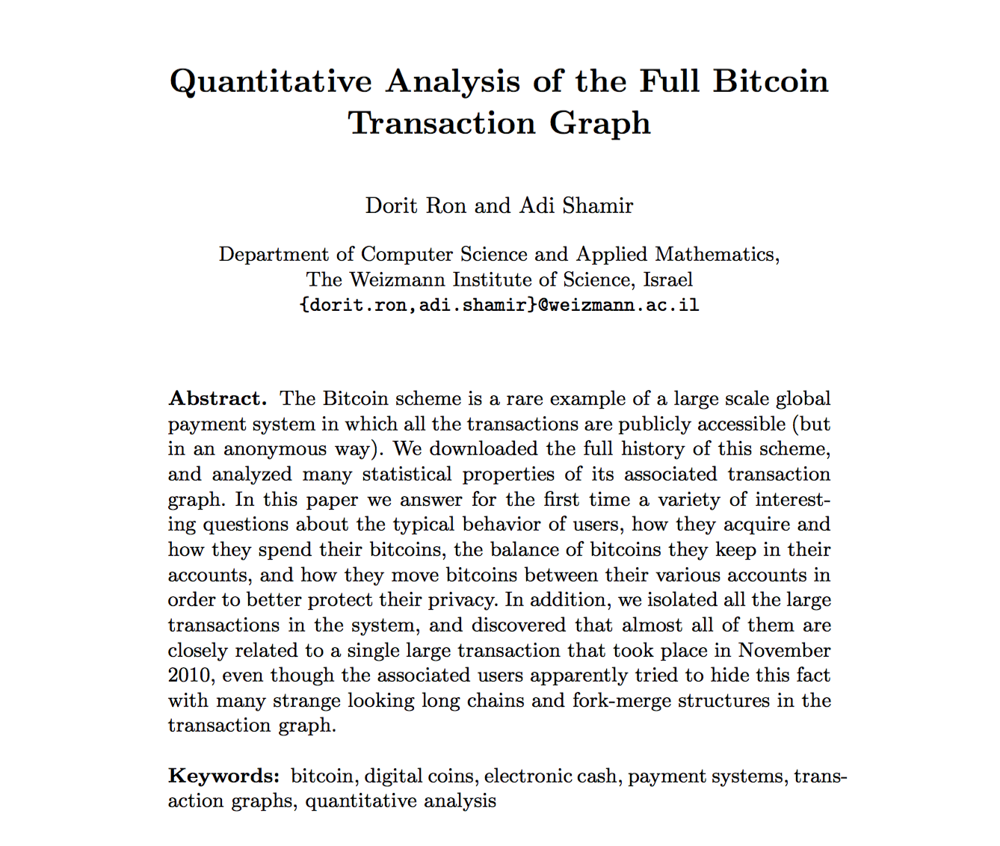 Quantitative Analysis of the Full Bitcoin
Transaction Graph
Dorit Ron and Adi Shamir
Department of Computer Science and Applied Mathematics,
The Weizmann Institute of Science, Israel
{dorit.ron,adi.shamir}@weizmann.ac.il
Abstract. The Bitcoin scheme is a rare example of a large scale global
payment system in which all the transactions are publicly accessible (but
in an anonymous way). We downloaded the full history of this scheme,
and analyzed many statistical properties of its associated transaction
graph. In this paper we answer for the first time a variety of interest-
ing questions about the typical behavior of users, how they acquire and
how they spend their bitcoins, the balance of bitcoins they keep in their
accounts, and how they move bitcoins between their various accounts in
order to better protect their privacy. In addition, we isolated all the large
transactions in the system, and discovered that almost all of them are
closely related to a single large transaction that took place in November
2010, even though the associated users apparently tried to hide this fact
with many strange looking long chains and fork-merge structures in the
transaction graph.
Keywords: bitcoin, digital coins, electronic cash, payment systems, trans-
action graphs, quantitative analysis